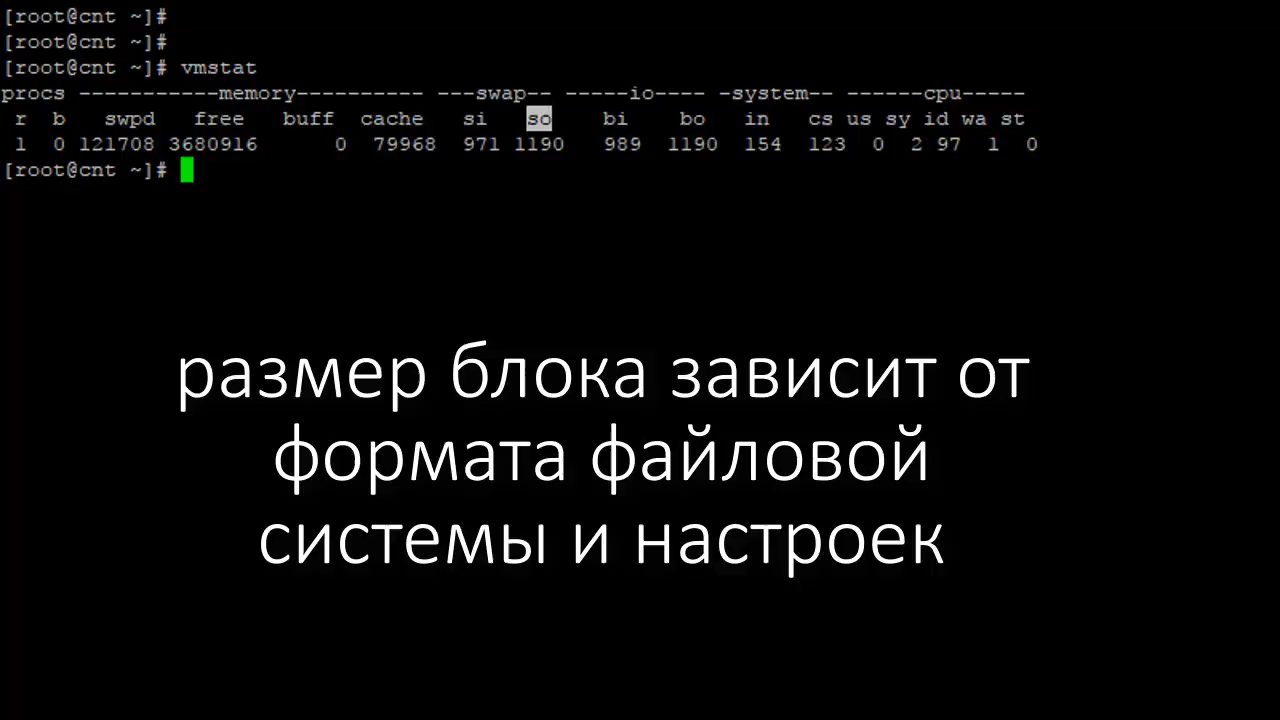 [root@cnt ~]#
[root@cnt ~]#
[root@cnt ~]# vmstat
procs -----------memory---------- ---swap-- -----io---- -system-- ------cpu-----
 r  b   swpd   free   buff  cache   si   so    bi    bo   in   cs us sy id wa st
 1  0 121708 3680916      0  79968  971 1190   989  1190  154  123  0  2 97  1  0
[root@cnt ~]#
размер блока зависит от
формата файловой
системы и настроек